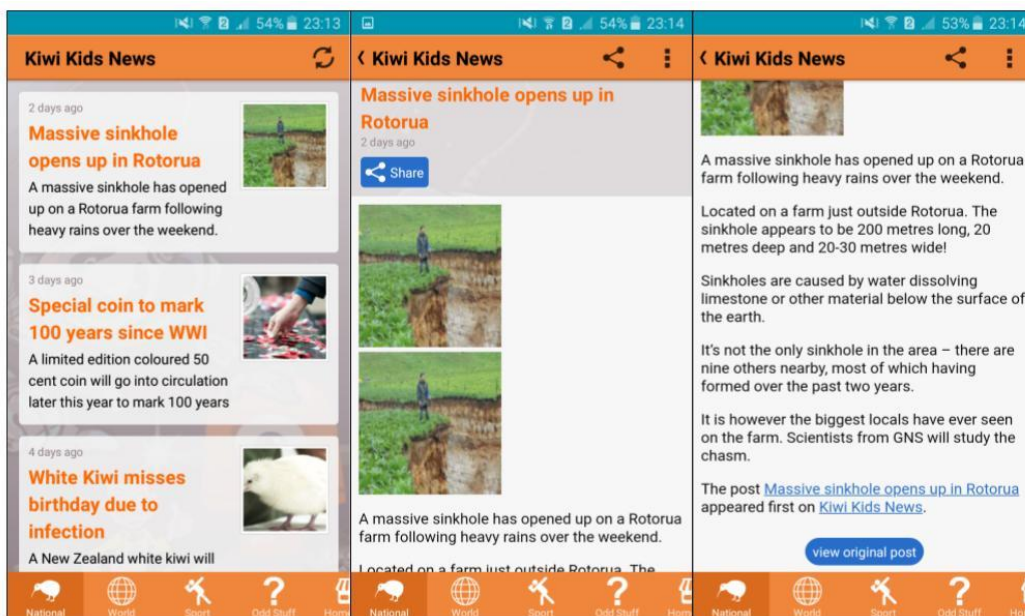 54% 23:13
Kiwi Kids News
2 days ago
Massive sinkhole
opens up in Rotorua
A massive sinkhole has opened
up on a Rotorua farm following
heavy rains over the weekend.
3 days ago
Special coin to mark
100 years since WWI
A limited edition coloured 50
cent coin will go into circulation
later this year to mark 100 years
4 days ago
White Kiwi misses
birthday due to
infection
A New Zealand white kiwi will
National World Sport Odd Stuff Hom
2 54% 23:14
Kiwi Kids News
Massive sinkhole opens up in
Rotorua
2 days ago
Share
A massive sinkhole has opened up on a Rotorua
farm following heavy rains over the weekend.
Located on a farm just outside Rotorua. The
National World Sport Odd Stuff Hom
2 53% 23:14
Kiwi Kids News
A massive sinkhole has opened up on a Rotorua
farm following heavy rains over the weekend.
Located on a farm just outside Rotorua. The
sinkhole appears to be 200 metres long, 20
metres deep and 20-30 metres wide!
Sinkholes are caused by water dissolving
limestone or other material below the surface of
the earth.
It's not the only sinkhole in the area – there are
nine others nearby, most of which having
formed over the past two years.
It is however the biggest locals have ever seen
on the farm. Scientists from GNS will study the
chasm.
The post Massive sinkhole opens up in Rotorua
appeared first on Kiwi Kids News.
view original post
National World Sport Odd Stuff Ho